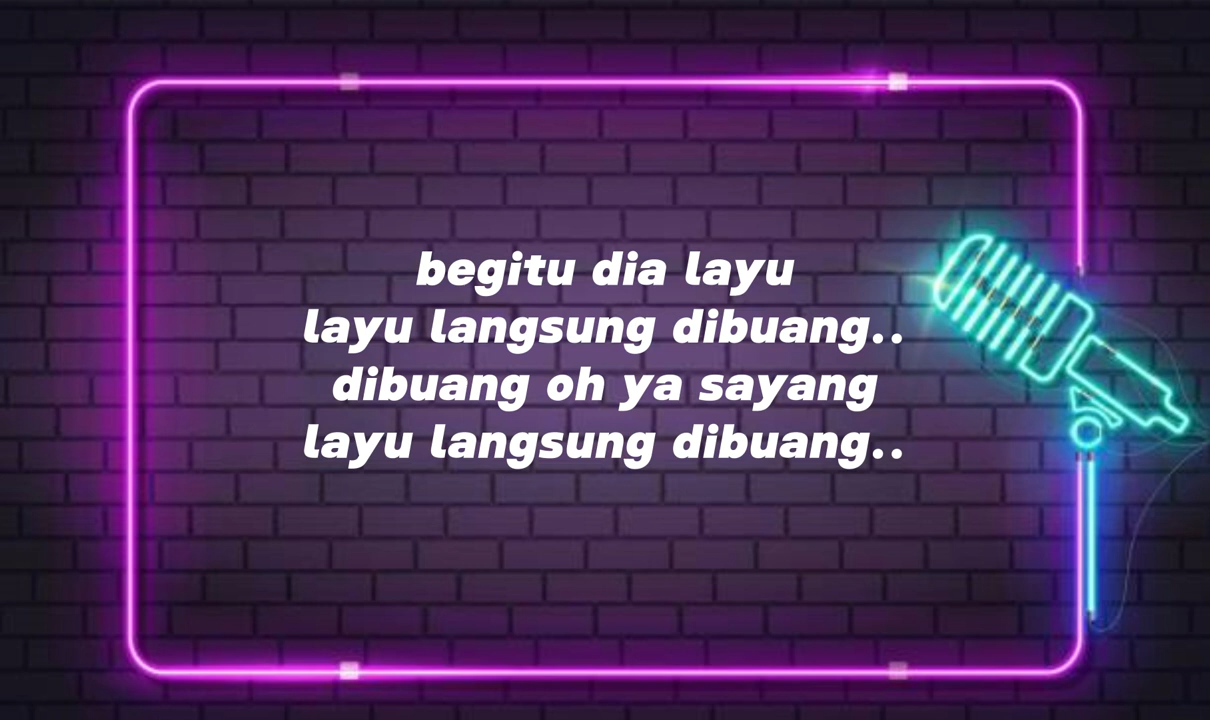 begitu dia layu
layu langsung dibuang..
dibuang oh ya sayang
layu langsung dibuang..